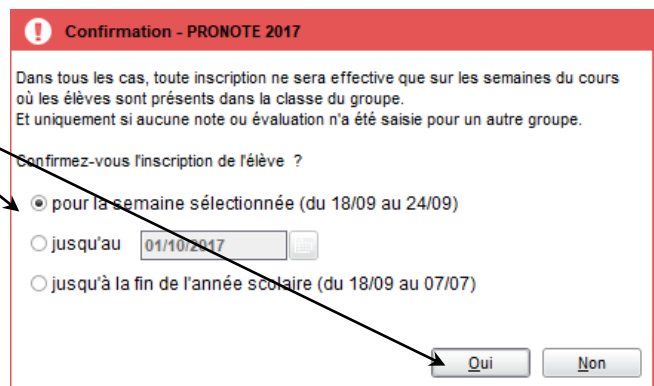 Confirmation - PRONOTE 2017
Dans tous les cas, toute inscription ne sera effective que sur les semaines du cours
où les élèves sont présents dans la classe du groupe.
Et uniquement si aucune note ou évaluation n'a été saisie pour un autre groupe.
Confirmez-vous l'inscription de l'élève ?
pour la semaine sélectionnée (du 18/09 au 24/09)
jusqu'au 01/10/2017
jusqu'à la fin de l'année scolaire (du 18/09 au 07/07)
Oui Non